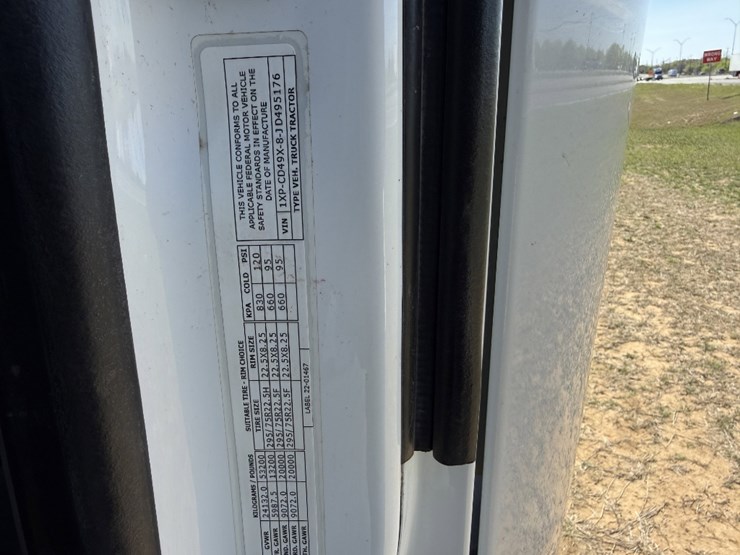 THIS VEHICLE CONFORMS TO ALL
APPLICABLE FEDERAL MOTOR VEHICLE
SAFETY STANDARDS IN EFFECT ON THE
DATE OF MANUFACTURE
VIN 1XP-CD49X-8-JD495176
TYPE VEH. TRUCK TRACTOR
KILOGRAMS / POUNDS SUITABLE TIRE - RIM CHOICE
TIRE SIZE RIM SIZE KPA COLD PSI
GVWR 24132.0 53200
GAWR 5987.5 13200 295/75R22.5H 22.5X8.25 830 120
GAWR 9072.0 20000 295/75R22.5F 22.5X8.25 660 95
GAWR 9072.0 20000 295/75R22.5F 22.5X8.25 660 95
GAWR
LABEL 22-01467